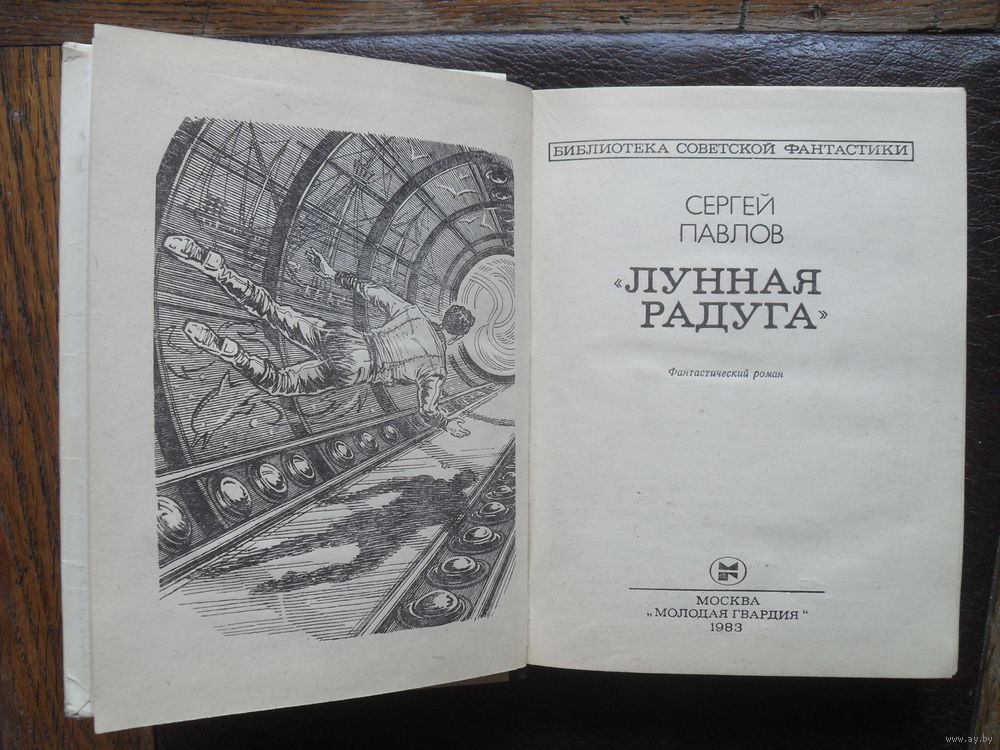 БИБЛИОТЕКА СОВЕТСКОЙ ФАНТАСТИКИ
СЕРГЕЙ
ПАВЛОВ
«ЛУННАЯ
РАДУГА»
Фантастический роман
МОСКВА
„МОЛОДАЯ ГВАРДИЯ“
1983
www.ay.by